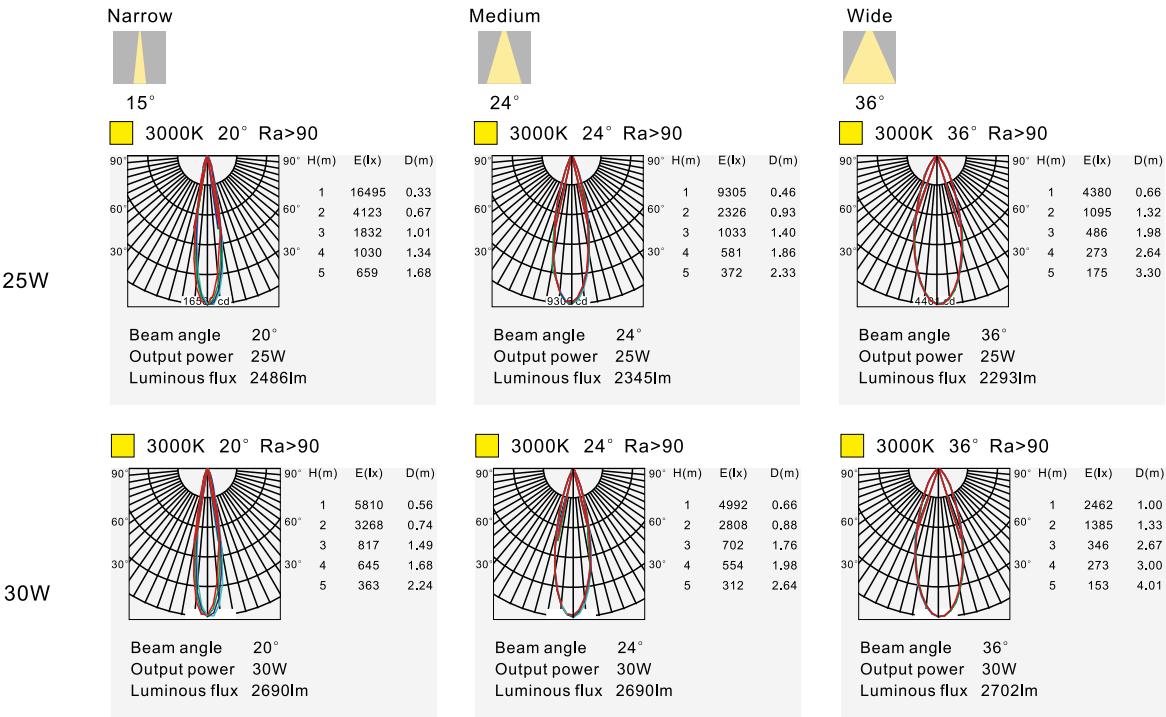 Narrow
Medium
Wide
15°
24°
36°
25W
3000K 20° Ra>90
90° 90° H(m) E(lx) D(m)
1 16495 0.33
60° 60° 2 4123 0.67
3 1832 1.01
30° 30° 4 1030 1.34
5 659 1.68
cd
Beam angle 20°
Output power 25W
Luminous flux 2486lm
3000K 24° Ra>90
90° 90° H(m) E(lx) D(m)
1 9305 0.46
60° 60° 2 2326 0.93
3 1033 1.40
30° 30° 4 581 1.86
5 372 2.33
cd
Beam angle 24°
Output power 25W
Luminous flux 2345lm
3000K 36° Ra>90
90° 90° H(m) E(lx) D(m)
1 4380 0.66
60° 60° 2 1095 1.32
3 486 1.98
30° 30° 4 273 2.64
5 175 3.30
cd
Beam angle 36°
Output power 25W
Luminous flux 2293lm
30W
3000K 20° Ra>90
90° 90° H(m) E(lx) D(m)
1 5810 0.56
60° 60° 2 3268 0.74
3 817 1.49
30° 30° 4 645 1.68
5 363 2.24
Beam angle 20°
Output power 30W
Luminous flux 2690lm
3000K 24° Ra>90
90° 90° H(m) E(lx) D(m)
1 4992 0.66
60° 60° 2 2808 0.88
3 702 1.76
30° 30° 4 554 1.98
5 312 2.64
Beam angle 24°
Output power 30W
Luminous flux 2690lm
3000K 36° Ra>90
90° 90° H(m) E(lx) D(m)
1 2462 1.00
60° 60° 2 1385 1.33
3 346 2.67
30° 30° 4 273 3.00
5 153 4.01
Beam angle 36°
Output power 30W
Luminous flux 2702lm